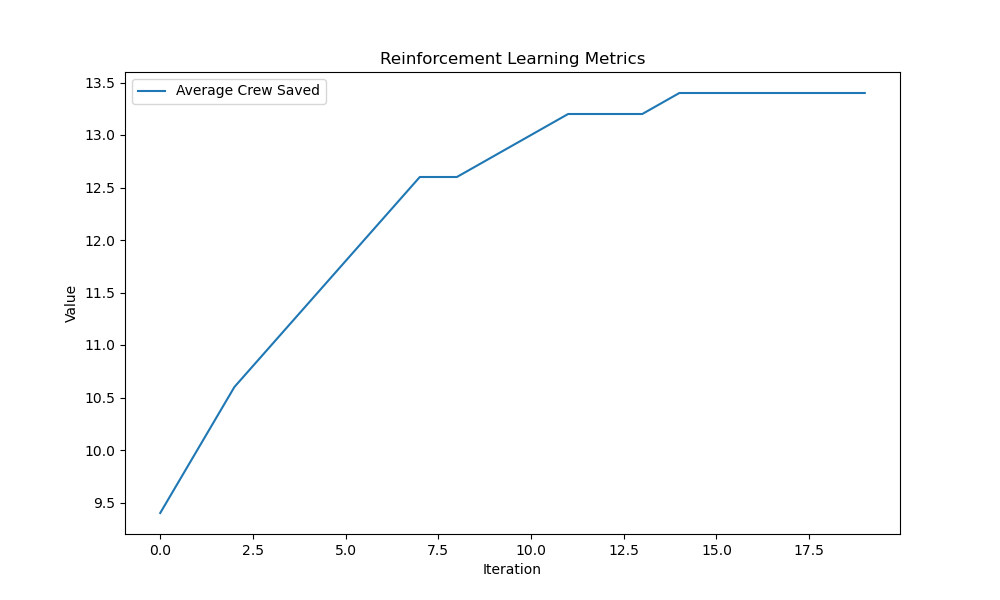 Reinforcement Learning Metrics
Average Crew Saved
13.5
13.0
12.5
12.0
11.5
11.0
10.5
10.0
9.5
Value
0.0 2.5 5.0 7.5 10.0 12.5 15.0 17.5
Iteration